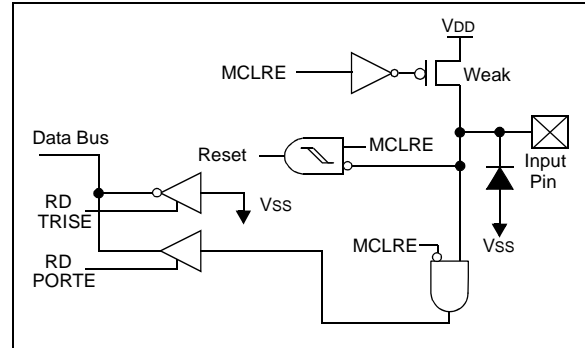 VDD
MCLRE
Weak
Data Bus
Reset
MCLRE
Input
Pin
RD
TRISE
VSS
VSS
MCLRE
RD
PORTE